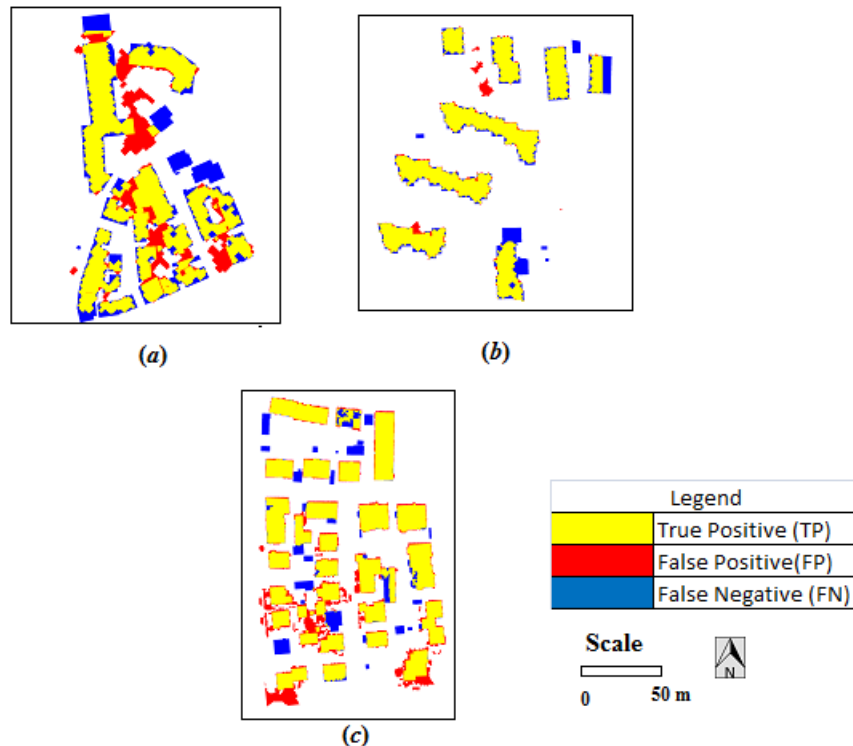 (a)
(b)
(c)
Legend
True Positive (TP)
False Positive(FP)
False Negative (FN)
Scale
0 50 m
N